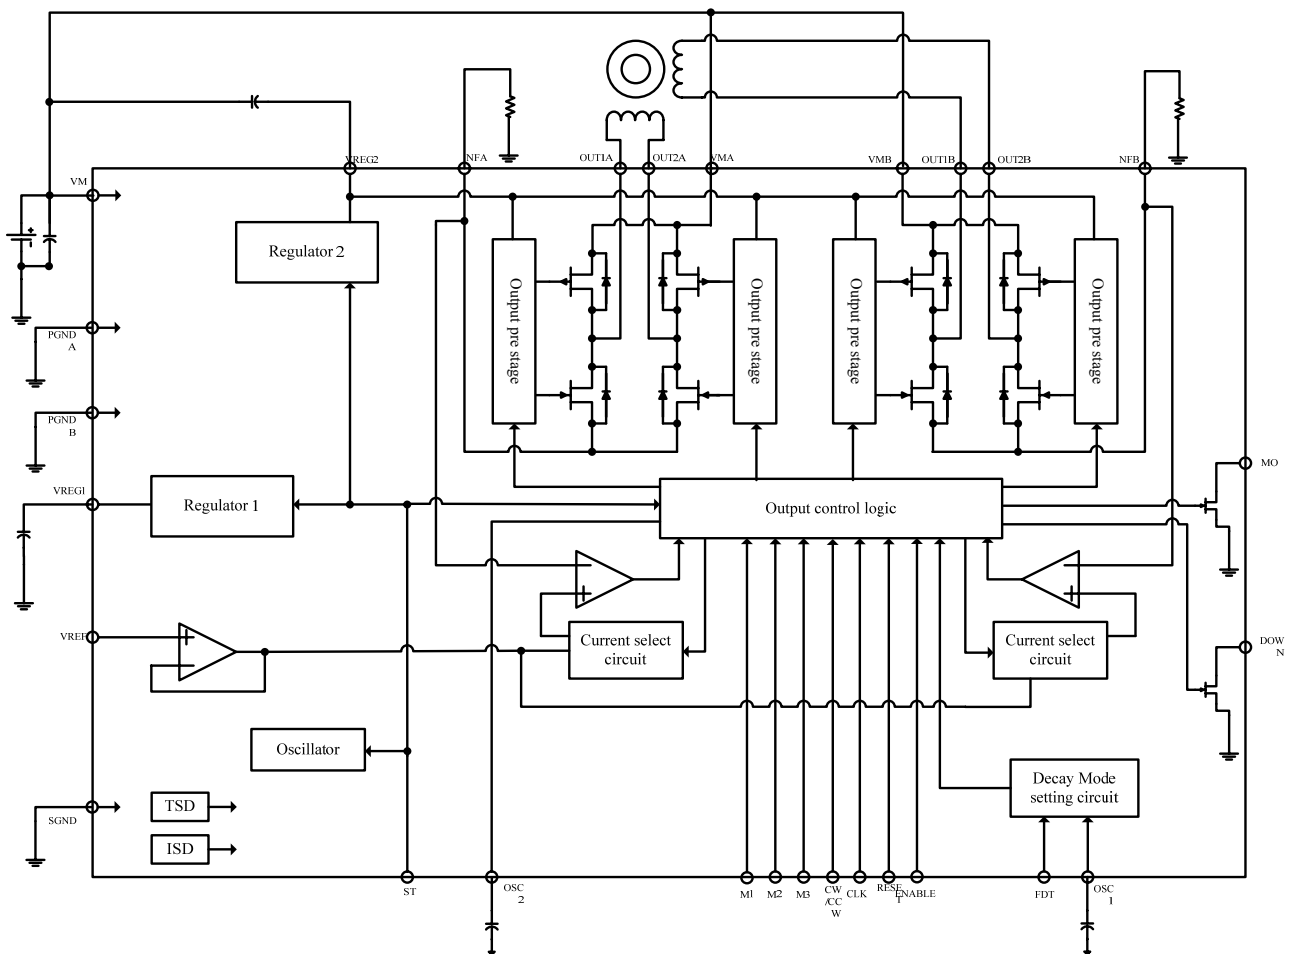 VREG2
NFA
OUT1A
OUT2A
VMA
VMB
OUT1B
OUT2B
NFB
VM
Regulator 2
Output pre stage
Output pre stage
Output pre stage
Output pre stage
PGND
A
PGND
B
MO
VREG1
Regulator 1
Output control logic
VREF
Current select
circuit
Current select
circuit
DOW
N
Oscillator
Decay Mode
setting circuit
TSD
SGND
ISD
ST
OSC
2
M1
M2
M3
CW
/CC
W
CLK
RESE
T
ENABLE
FDT
OSC
1